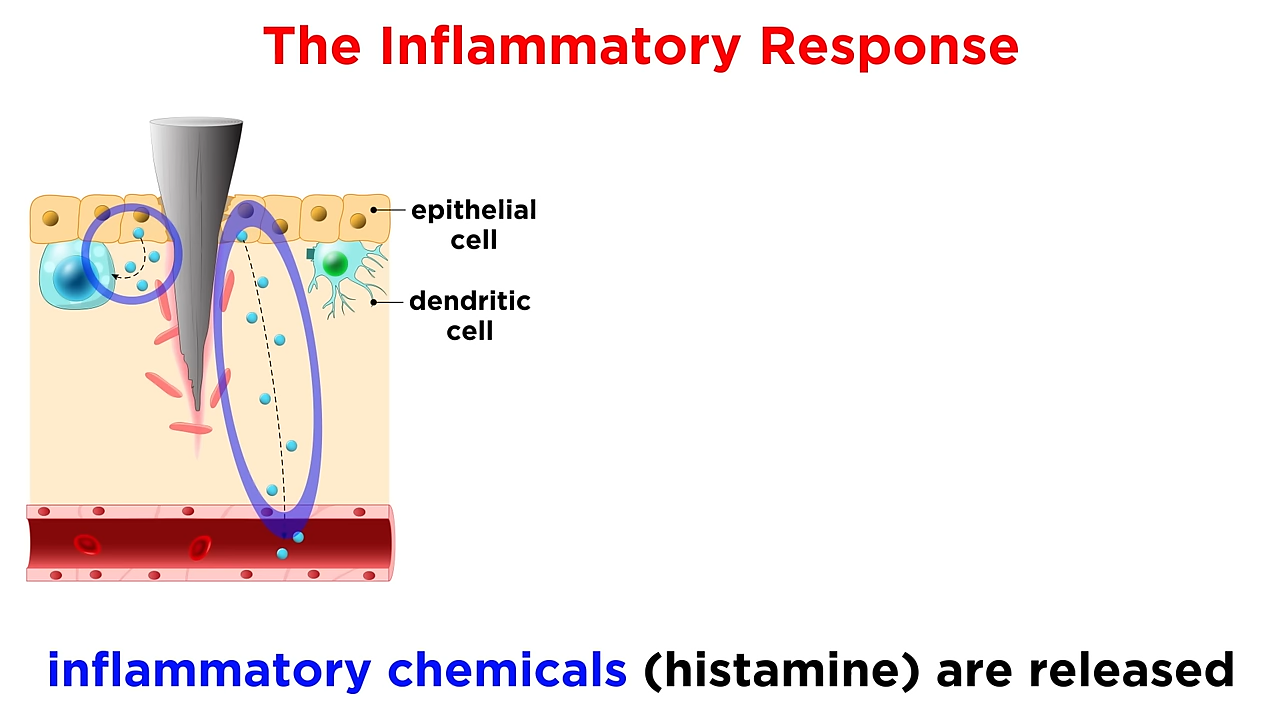 The Inflammatory Response
epithelial
cell
dendritic
cell
inflammatory chemicals (histamine) are released